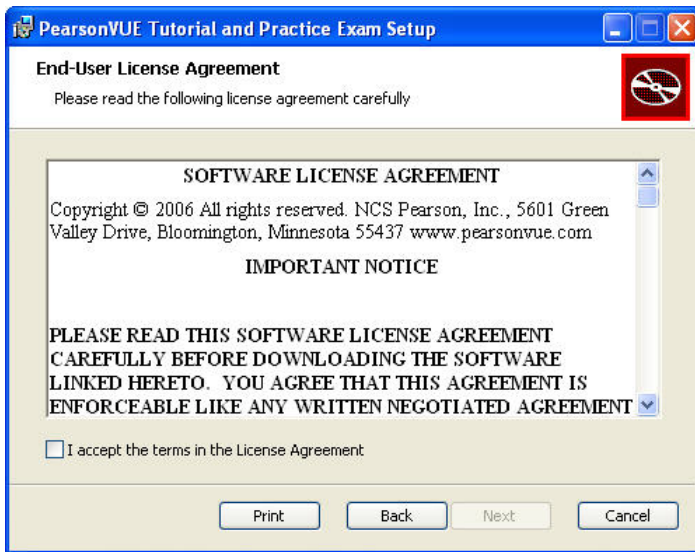 PearsonVUE Tutorial and Practice Exam Setup
End-User License Agreement
Please read the following license agreement carefully
SOFTWARE LICENSE AGREEMENT
Copyright © 2006 All rights reserved. NCS Pearson, Inc., 5601 Green
Valley Drive, Bloomington, Minnesota 55437 www.pearsonvue.com
IMPORTANT NOTICE
PLEASE READ THIS SOFTWARE LICENSE AGREEMENT
CAREFULLY BEFORE DOWNLOADING THE SOFTWARE
LINKED HERETO. YOU AGREE THAT THIS AGREEMENT IS
ENFORCEABLE LIKE ANY WRITTEN NEGOTIATED AGREEMENT
I accept the terms in the License Agreement
Print Back Next Cancel